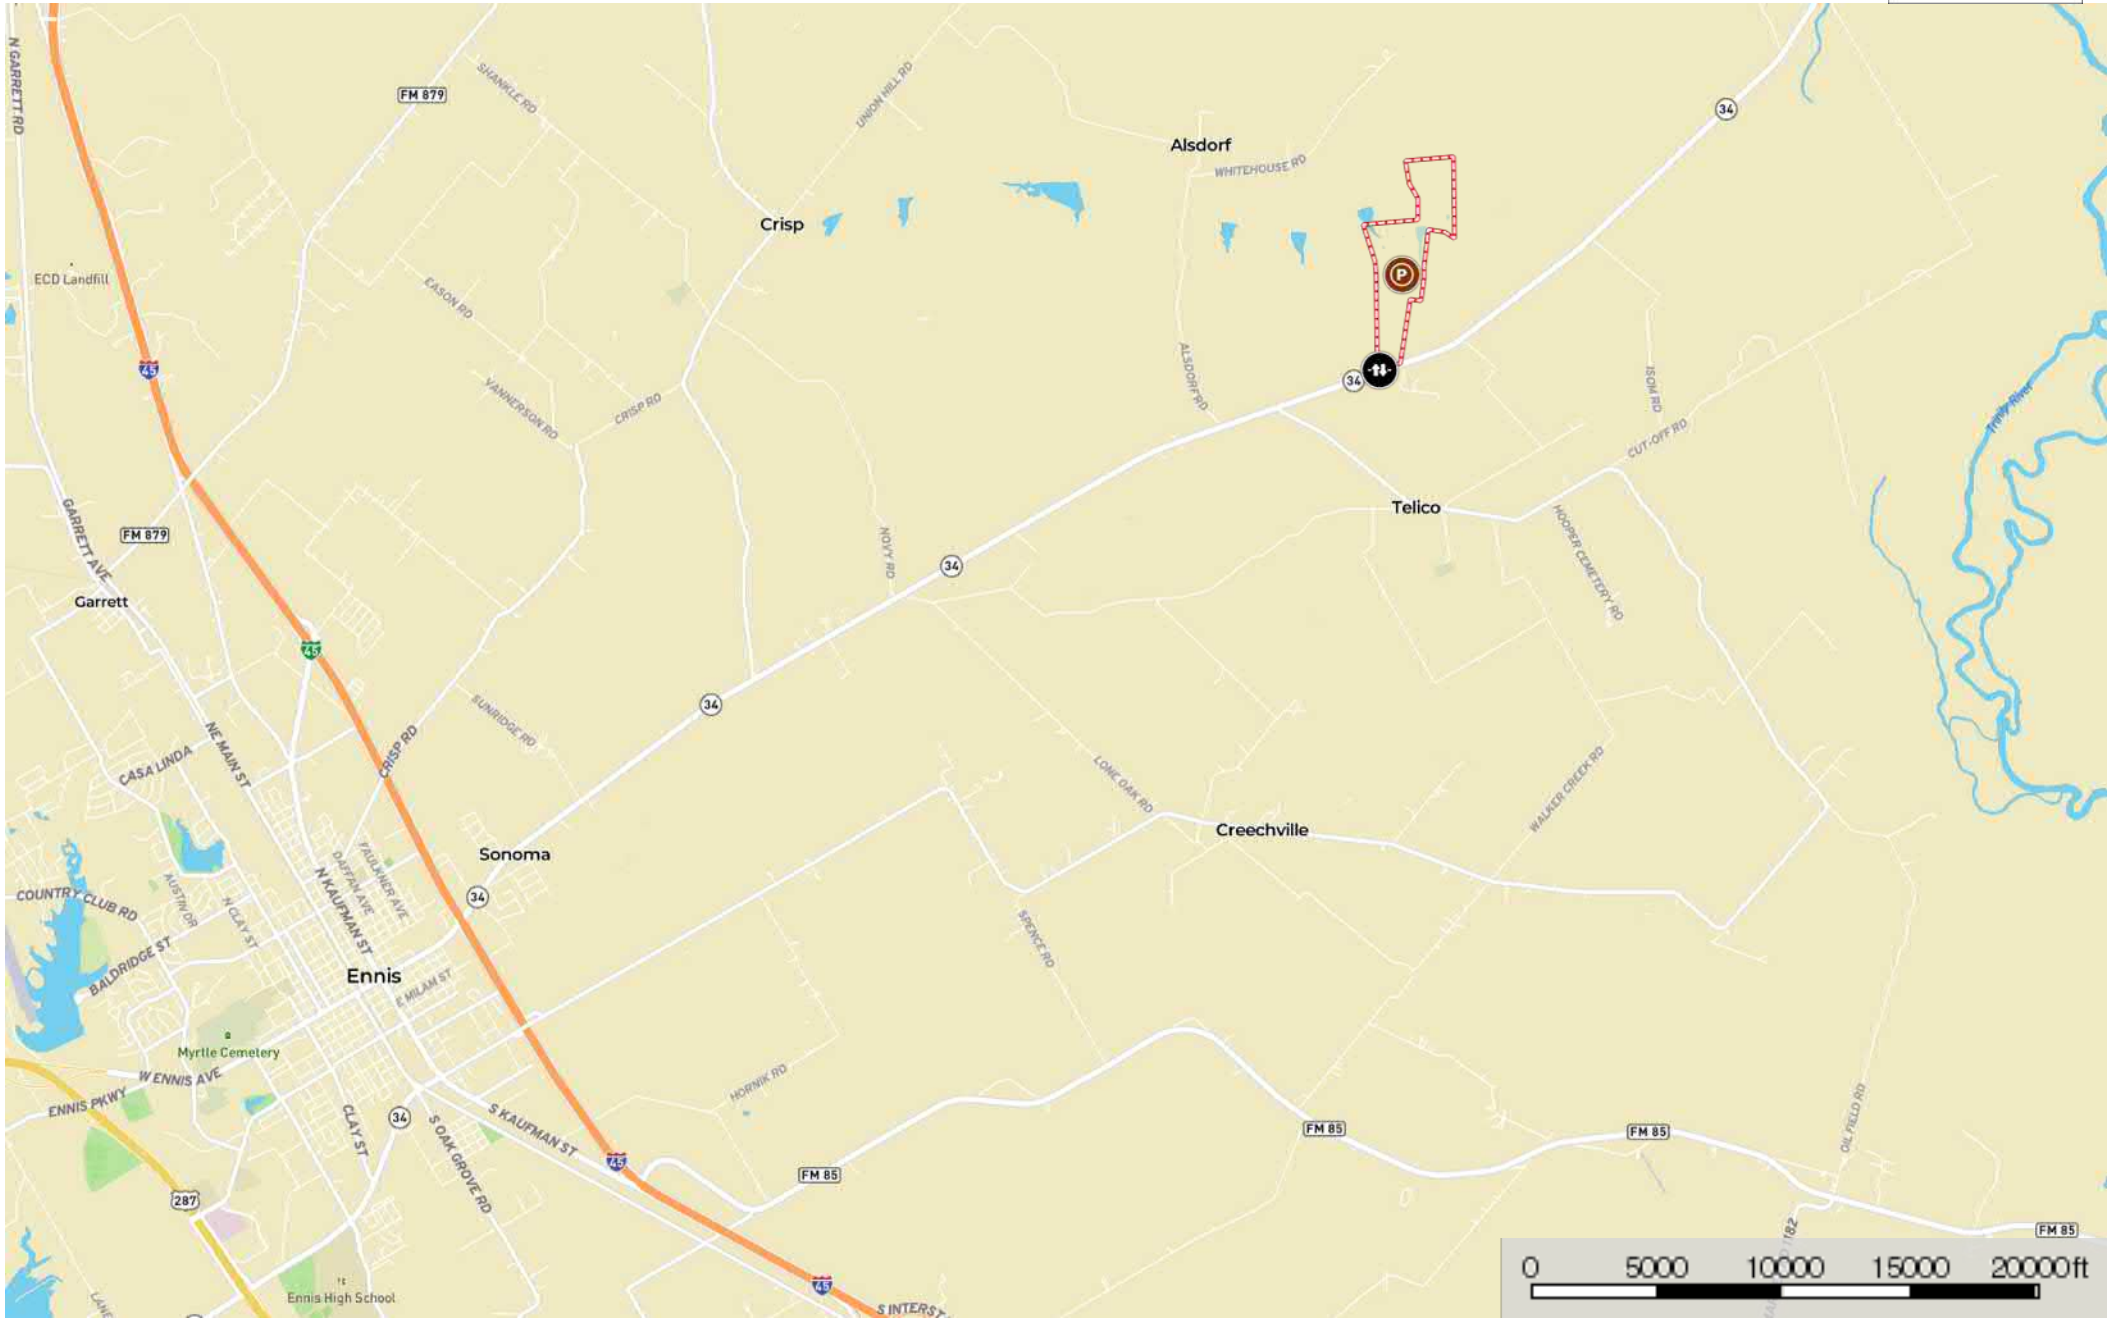 N GARRETT RD
FM 879
SHANKLE RD
UNION HILL RD
34
Alsdorf
WHITEHOUSE RD
Crisp
ECD Landfill
EASON RD
P
45
34
ALSDORF RD
ISOM RD
VANNERSON RD
CRISP RD
Trinity River
CUT-OFF RD
Telico
GARRETT AVE
FM 879
NOVY RD
34
HOOPER CEMETERY RD
Garrett
45
34
SUNRIDGE RD
NE MAIN ST
CRISP RD
CASA LINDA
LONE OAK RD
WALKER CREEK RD
Creechville
Sonoma
FAULKNER AVE
DAFFAN AVE
N KAUFMAN ST
AUSTIN DR
N CLAY ST
COUNTRY CLUB RD
34
BALDRIDGE ST
SPENCE RD
Ennis
E MILAM ST
Myrtle Cemetery
W ENNIS AVE
ENNIS PKWY
HORNIK RD
CLAY ST
34
S OAK GROVE RD
S KAUFMAN ST
45
FM 85
FM 85
FM 85
OIL FIELD RD
287
1182
FM 85
Ennis High School
45
S INTERST
0 5000 10000 15000 20000ft